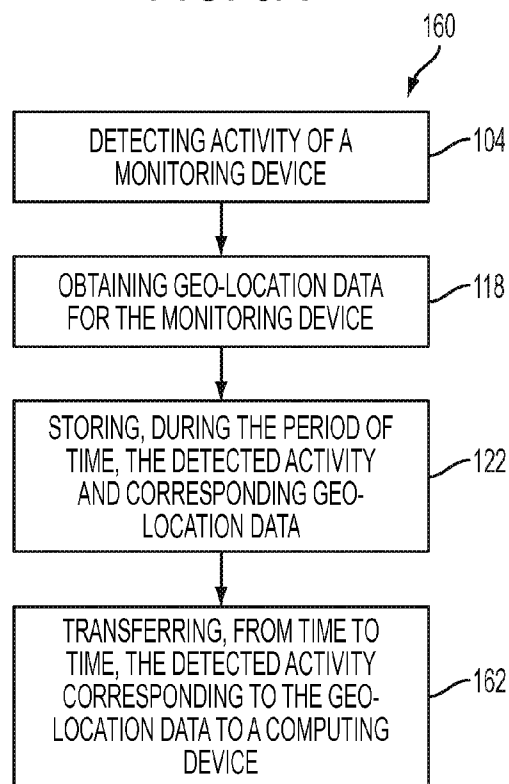 160
DETECTING ACTIVITY OF A
MONITORING DEVICE
104
OBTAINING GEO-LOCATION DATA
FOR THE MONITORING DEVICE
118
STORING, DURING THE PERIOD OF
TIME, THE DETECTED ACTIVITY
AND CORRESPONDING GEO-
LOCATION DATA
122
TRANSFERRING, FROM TIME TO
TIME, THE DETECTED ACTIVITY
CORRESPONDING TO THE GEO-
LOCATION DATA TO A COMPUTING
DEVICE
162